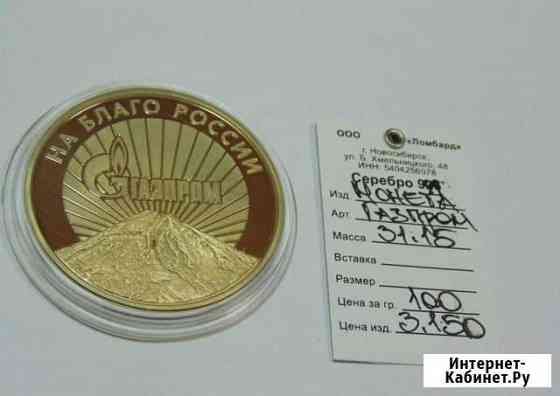 НА БЛАГО РОССИИ
ГАЗПРОМ
ООО «Ломбард»
г. Новосибирск,
ул. Б. Хмельницкого, 48
ИНН: 5404256978
Серебро 999
Изд. МОНЕТА
Арт. ГАЗПРОМ
Масса 31.15
Вставка
Размер
Цена за гр. 100
Цена изд. 3.150
Интернет-
Кабинет.Ру